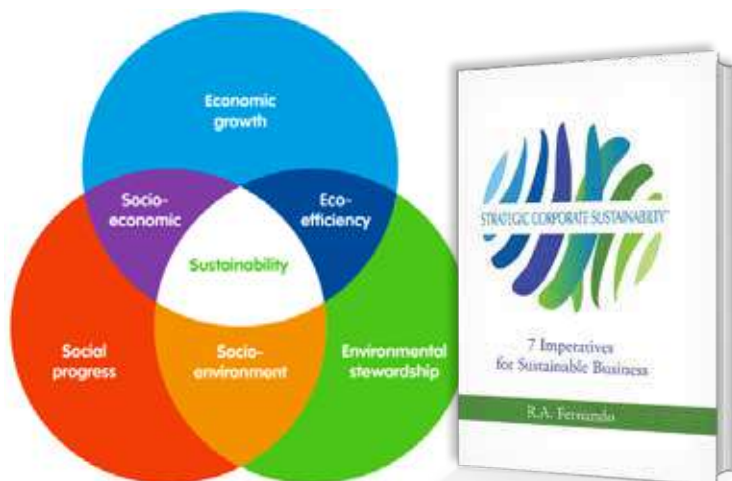 Economic
growth
Socio-
economic
Eco-
efficiency
Sustainability
Social
progress
Socio-
environment
Environmental
stewardship
STRATEGIC CORPORATE SUSTAINABILITY™
7 Imperatives
for Sustainable Business
R.A. Fernando